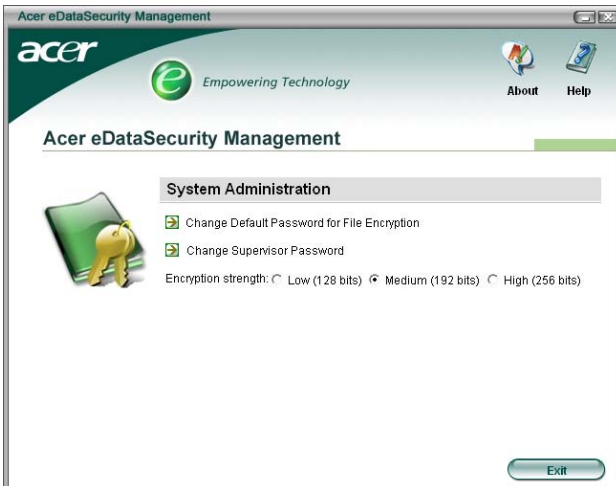 Acer eDataSecurity Management
acer
e Empowering Technology
About Help
Acer eDataSecurity Management
System Administration
Change Default Password for File Encryption
Change Supervisor Password
Encryption strength: Low (128 bits) Medium (192 bits) High (256 bits)
Exit